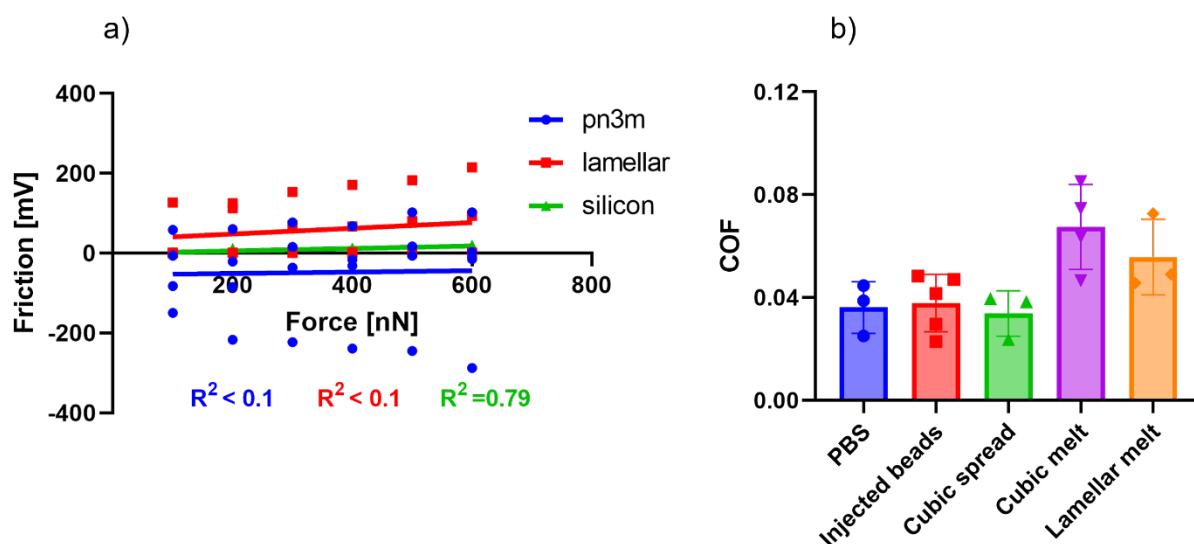 a)
Friction [mV]
400
200
0
-200
-400
200
400
600
800
Force [nN]
pn3m
lamellar
silicon
R² < 0.1
R² < 0.1
R² =0.79
b)
COF
0.12
0.08
0.04
0.00
PBS
Injected beads
Cubic spread
Cubic melt
Lamellar melt